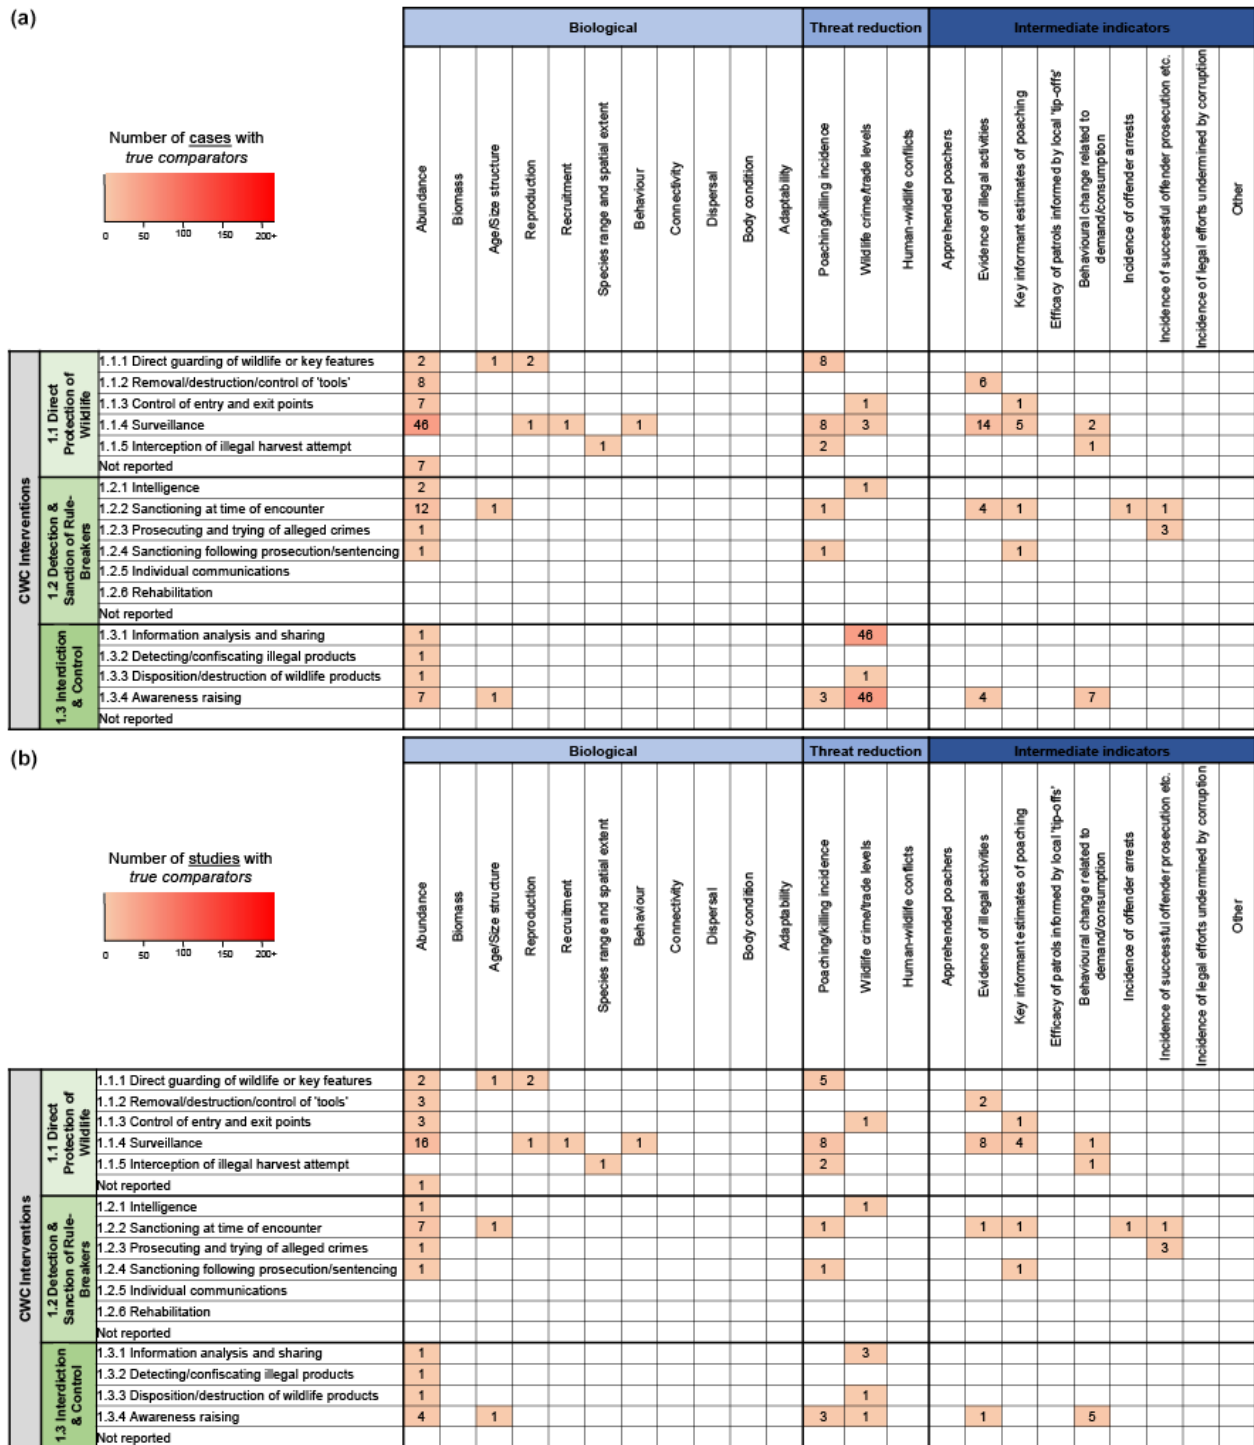 (a)
Biological Threat reduction Intermediate indicators
Number of cases with
true comparators
0 50 100 150 200+
Abundance
Biomass
Age/Size structure
Reproduction
Recruitment
Species range and spatial extent
Behaviour
Connectivity
Dispersal
Body condition
Adaptability
Poaching/killing incidence
Wildlife crime/trade levels
Human-wildlife conflicts
Apprehended poachers
Evidence of illegal activities
Key informant estimates of poaching
Efficacy of patrols informed by local 'tip-offs'
Behavioural change related to
demand/consumption
Incidence of offender arrests
Incidence of successful offender prosecution etc.
Incidence of legal efforts undermined by corruption
Other
CWC Interventions
1.1 Direct
Protection of
Wildlife
1.1.1 Direct guarding of wildlife or key features 2 1 2 8
1.1.2 Removal/destruction/control of 'tools' 8 6
1.1.3 Control of entry and exit points 7 1 1
1.1.4 Surveillance 46 1 1 1 8 3 14 5 2
1.1.5 Interception of illegal harvest attempt 1 2 1
Not reported 7
1.2 Detection &
Sanction of Rule-
Breakers
1.2.1 Intelligence 2 1
1.2.2 Sanctioning at time of encounter 12 1 1 4 1 1 1
1.2.3 Prosecuting and trying of alleged crimes 1 3
1.2.4 Sanctioning following prosecution/sentencing 1 1 1
1.2.5 Individual communications
1.2.6 Rehabilitation
Not reported
1.3 Interdiction
& Control
1.3.1 Information analysis and sharing 1 46
1.3.2 Detecting/confiscating illegal products 1
1.3.3 Disposition/destruction of wildlife products 1 1
1.3.4 Awareness raising 7 1 3 46 4 7
Not reported
(b)
Biological Threat reduction Intermediate indicators
Number of studies with
true comparators
0 50 100 150 200+
Abundance
Biomass
Age/Size structure
Reproduction
Recruitment
Species range and spatial extent
Behaviour
Connectivity
Dispersal
Body condition
Adaptability
Poaching/killing incidence
Wildlife crime/trade levels
Human-wildlife conflicts
Apprehended poachers
Evidence of illegal activities
Key informant estimates of poaching
Efficacy of patrols informed by local 'tip-offs'
Behavioural change related to
demand/consumption
Incidence of offender arrests
Incidence of successful offender prosecution etc.
Incidence of legal efforts undermined by corruption
Other
CWC Interventions
1.1 Direct
Protection of
Wildlife
1.1.1 Direct guarding of wildlife or key features 2 1 2 5
1.1.2 Removal/destruction/control of 'tools' 3 2
1.1.3 Control of entry and exit points 3 1 1
1.1.4 Surveillance 16 1 1 1 8 8 4 1
1.1.5 Interception of illegal harvest attempt 1 2 1
Not reported 1
1.2 Detection &
Sanction of Rule-
Breakers
1.2.1 Intelligence 1 1
1.2.2 Sanctioning at time of encounter 7 1 1 1 1 1 1
1.2.3 Prosecuting and trying of alleged crimes 1 3
1.2.4 Sanctioning following prosecution/sentencing 1 1 1
1.2.5 Individual communications
1.2.6 Rehabilitation
Not reported
1.3 Interdiction
& Control
1.3.1 Information analysis and sharing 1 3
1.3.2 Detecting/confiscating illegal products 1
1.3.3 Disposition/destruction of wildlife products 1 1
1.3.4 Awareness raising 4 1 3 1 1 5
Not reported